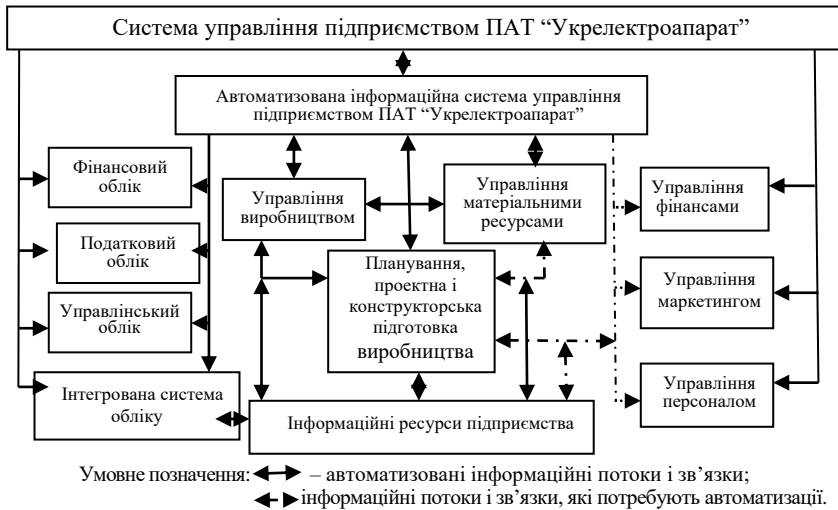 Система управління підприємством ПАТ “Укрелектроапарат”
Автоматизована інформаційна система управління
підприємством ПАТ “Укрелектроапарат”
Фінансовий
облік
Податковий
облік
Управлінський
облік
Інтегрована система
обліку
Управління
виробництвом
Управління
матеріальними
ресурсами
Планування,
проектна і
конструкторська
підготовка
виробництва
Інформаційні ресурси підприємства
Управління
фінансами
Управління
маркетингом
Управління
персоналом
Умовне позначення: – автоматизовані інформаційні потоки і зв’язки;
інформаційні потоки і зв’язки, які потребують автоматизації.